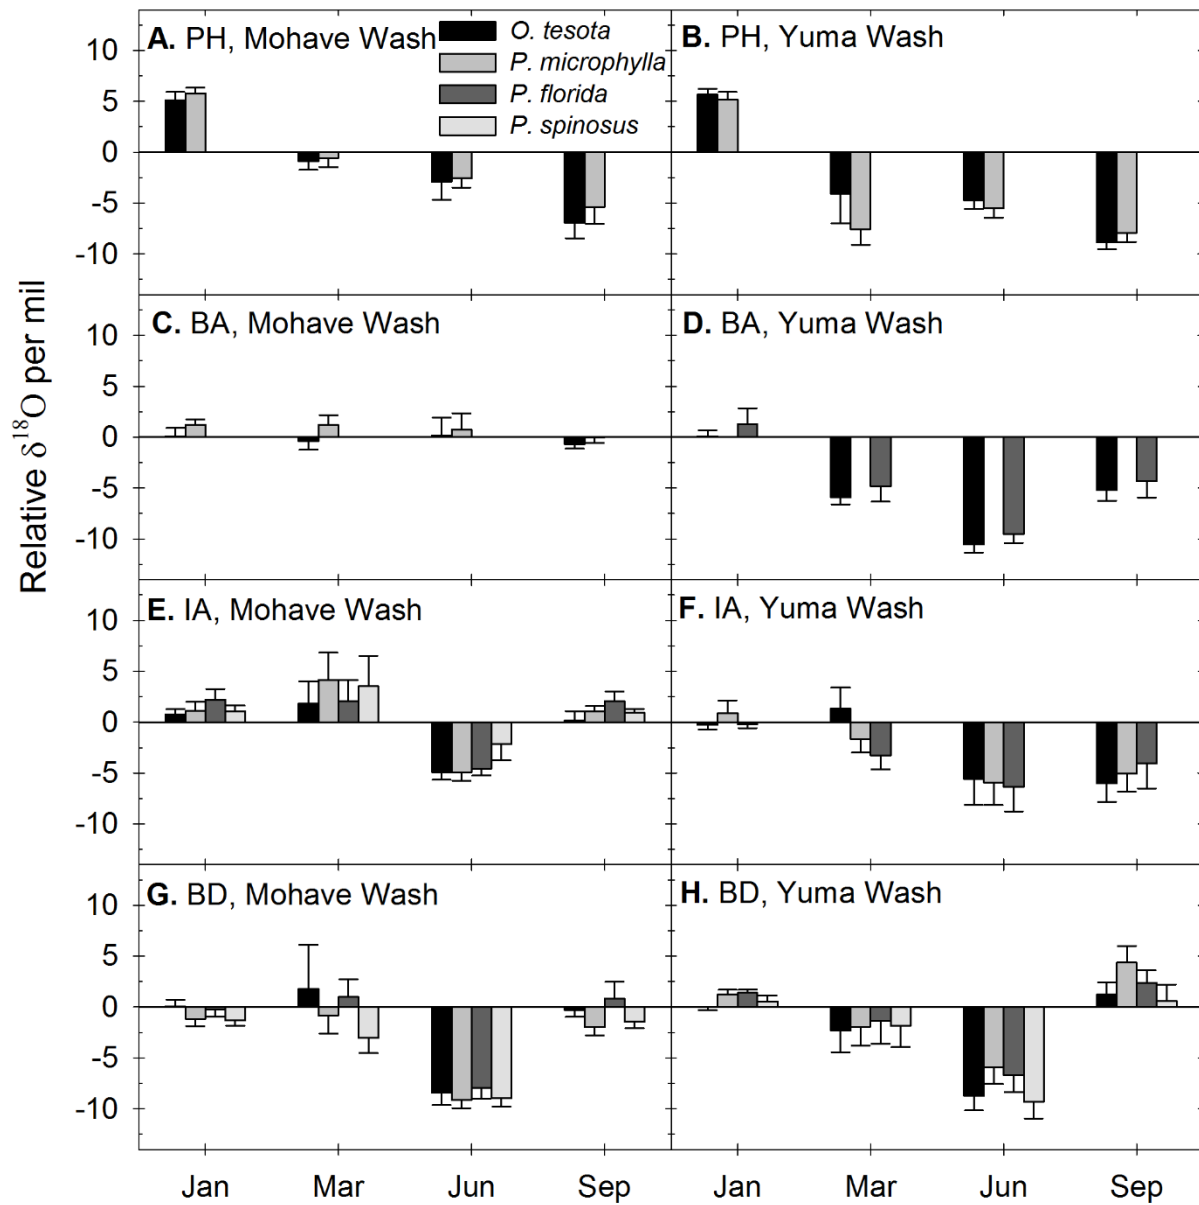 A. PH, Mohave Wash
O. tesota
P. microphylla
P. florida
P. spinosus
B. PH, Yuma Wash
10
5
0
-5
-10
C. BA, Mohave Wash
D. BA, Yuma Wash
10
5
0
-5
-10
E. IA, Mohave Wash
F. IA, Yuma Wash
10
5
0
-5
-10
G. BD, Mohave Wash
H. BD, Yuma Wash
10
5
0
-5
-10
Relative δ¹⁸O per mil
Jan Mar Jun Sep Jan Mar Jun Sep